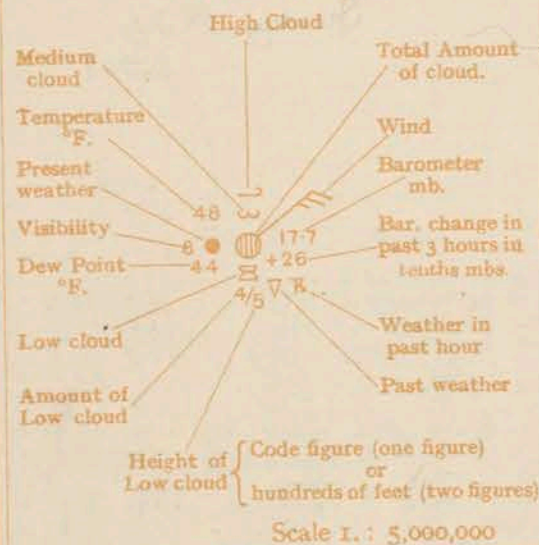 High Cloud
Medium
cloud
Total Amount
of cloud.
Temperature
°F.
Wind
Present
weather
Barometer
mb.
48
Visibility
8
17.7
Bar. change in
past 3 hours in
tenths mbs.
+26
Dew Point
°F.
44
4/5
R...
Low cloud
Weather in
past hour
Amount of
Low cloud
Past weather
Height of
Low cloud
Code figure (one figure)
or
hundreds of feet (two figures)
Scale 1. : 5,000,000